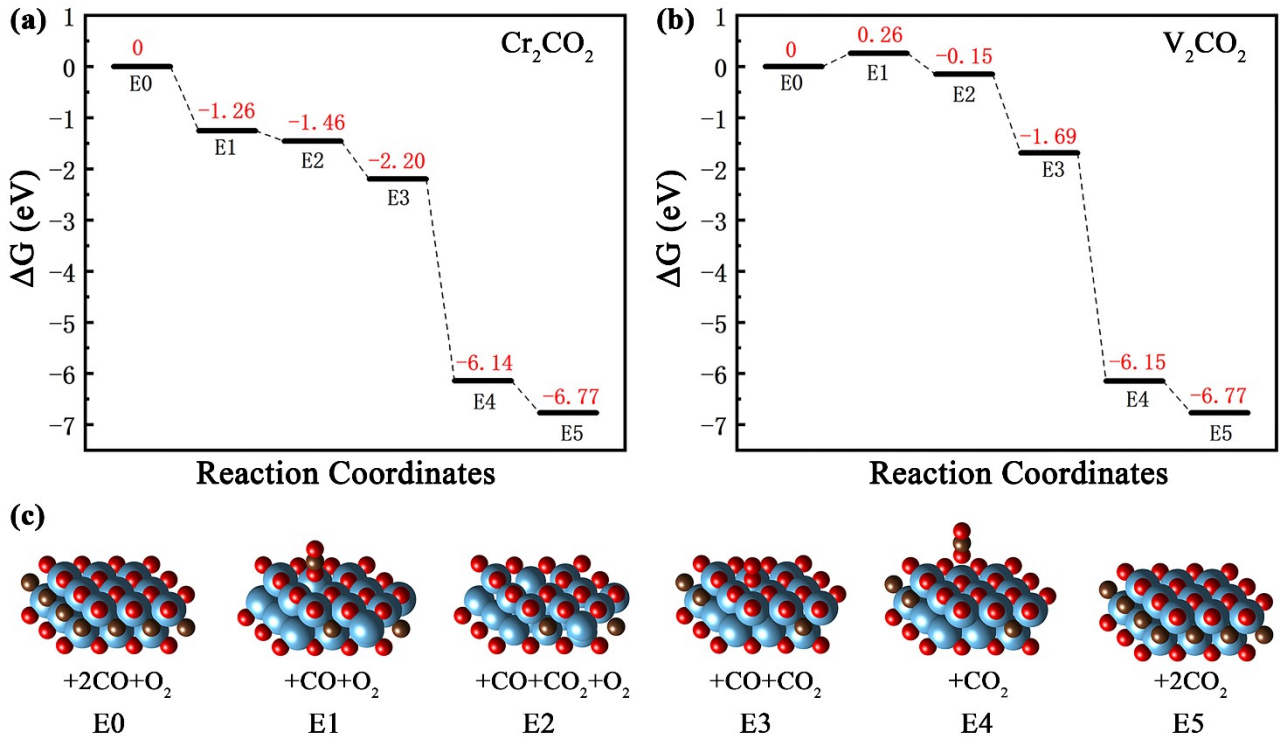 (a)
Cr₂CO₂
ΔG (eV)
1
0
−1
−2
−3
−4
−5
−6
−7
0
E0
−1.26
E1
−1.46
E2
−2.20
E3
−6.14
E4
−6.77
E5
Reaction Coordinates
(b)
V₂CO₂
ΔG (eV)
1
0
−1
−2
−3
−4
−5
−6
−7
0
E0
0.26
E1
−0.15
E2
−1.69
E3
−6.15
E4
−6.77
E5
Reaction Coordinates
(c)
+2CO+O₂ +CO+O₂ +CO+CO₂+O₂ +CO+CO₂ +CO₂ +2CO₂
E0 E1 E2 E3 E4 E5